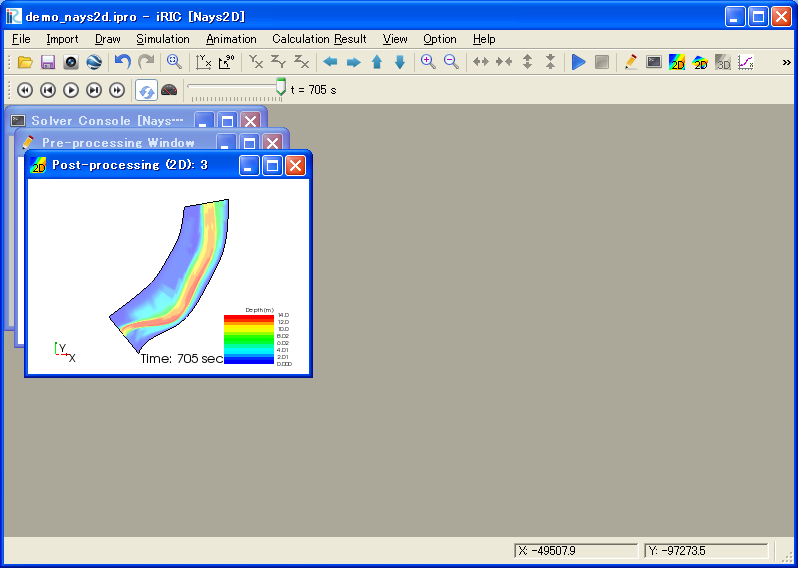 demo_nays2d.ipro - iRIC [Nays2D]
File Import Draw Simulation Animation Calculation Result View Option Help
t = 705 s
Solver Console [Nays···
Pre-processing Window
Post-processing (2D): 3
Depth(m)
14.0
12.0
10.0
8.02
4.01
2.01
0.000
Y
X
Time: 705 sec
X: -49507.9
Y: -97273.5